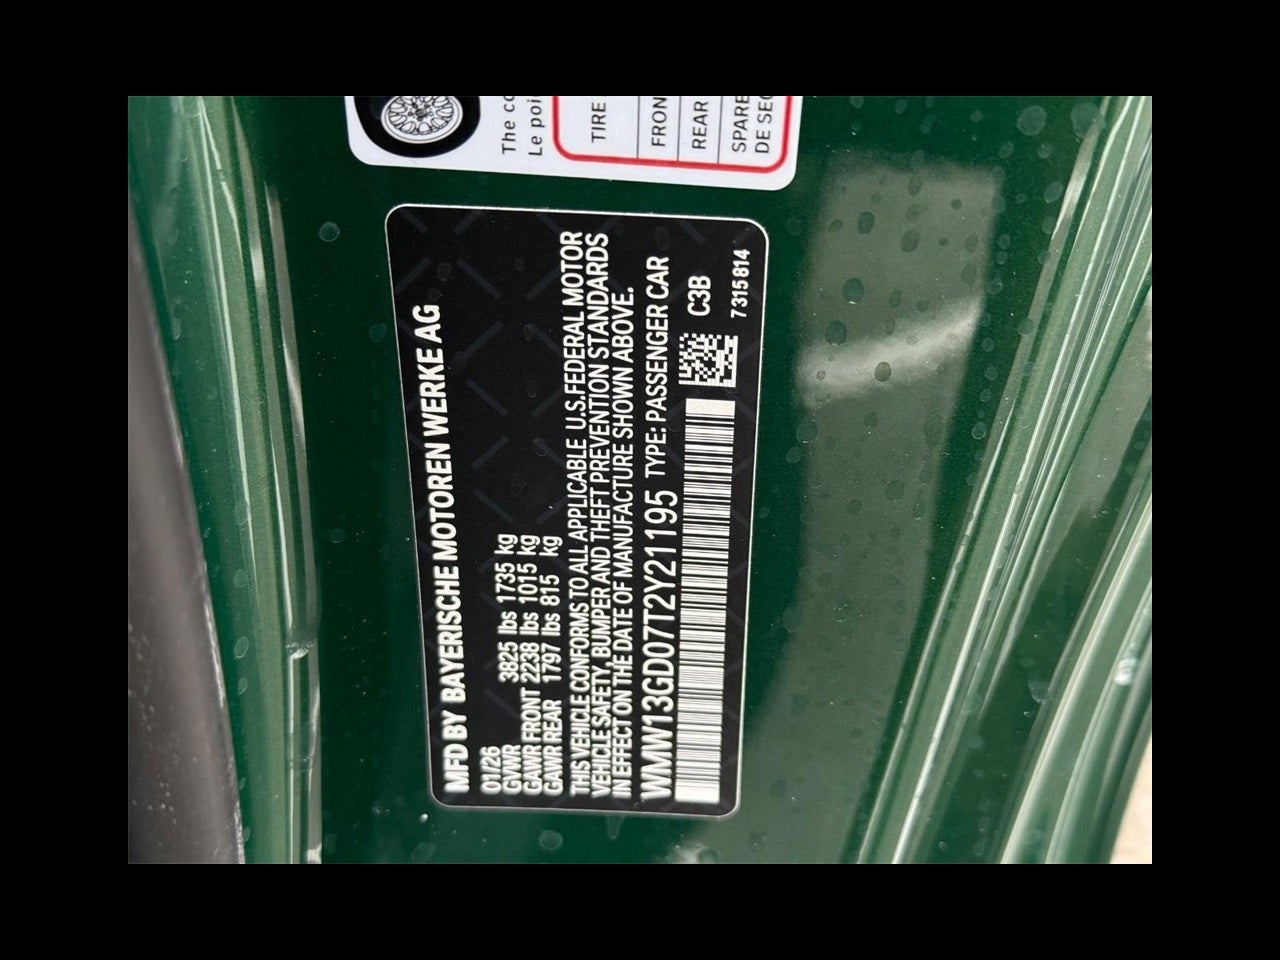 The co
Le poi
TIRE
FRON
REAR
SPARE
DE SEC
MFD BY BAYERISCHE MOTOREN WERKE AG
01/26
GVWR 3825 lbs 1735 kg
GAWR FRONT 2238 lbs 1015 kg
GAWR REAR 1797 lbs 815 kg
THIS VEHICLE CONFORMS TO ALL APPLICABLE U.S.FEDERAL MOTOR
VEHICLE SAFETY, BUMPER AND THEFT PREVENTION STANDARDS
IN EFFECT ON THE DATE OF MANUFACTURE SHOWN ABOVE.
WMW13GD07T2Y21195 TYPE: PASSENGER CAR
C3B
7315814